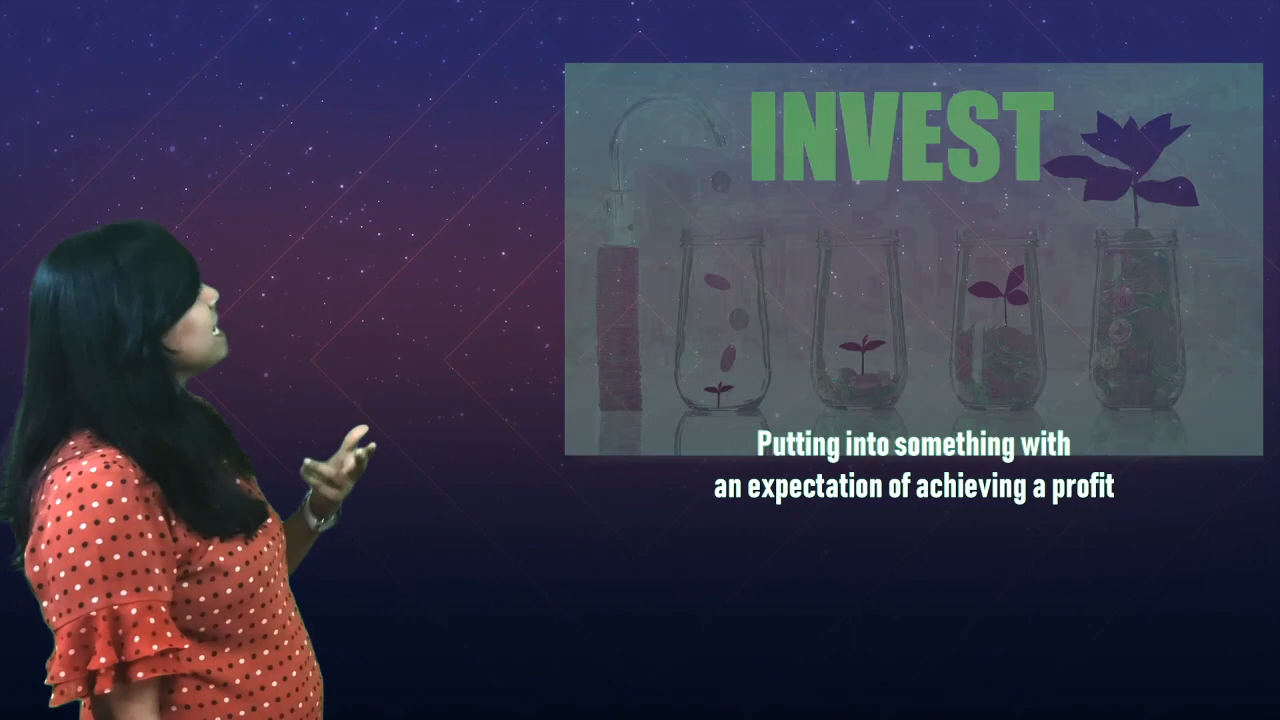 INVEST
Putting into something with
an expectation of achieving a profit